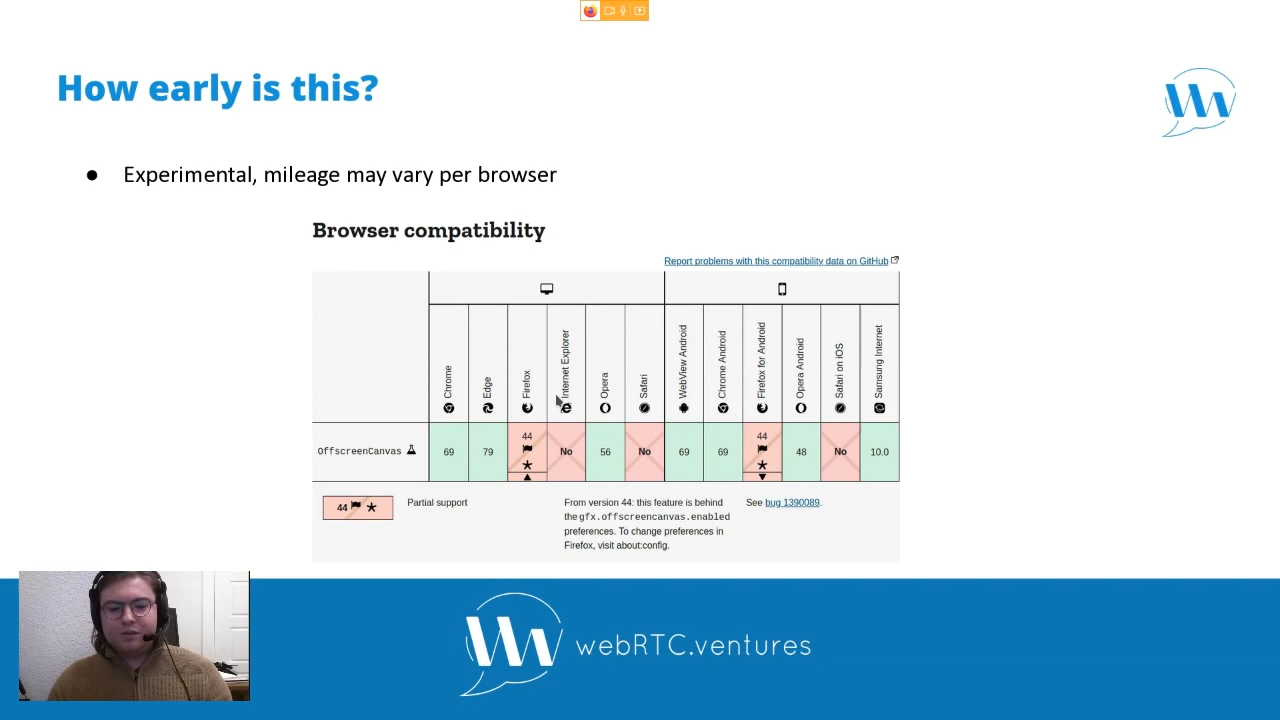 How early is this?
● Experimental, mileage may vary per browser
Browser compatibility
Report problems with this compatibility data on GitHub
Chrome
Edge
Firefox
Internet Explorer
Opera
Safari
WebView Android
Chrome Android
Firefox for Android
Opera Android
Safari on iOS
Samsung Internet
OffscreenCanvas 69 79 44 No 56 No 69 69 44 48 No 10.0
44 Partial support
From version 44: this feature is behind
the gfx.offscreencanvas.enabled
preferences. To change preferences in
Firefox, visit about:config.
See bug 1390089.
webRTC.ventures